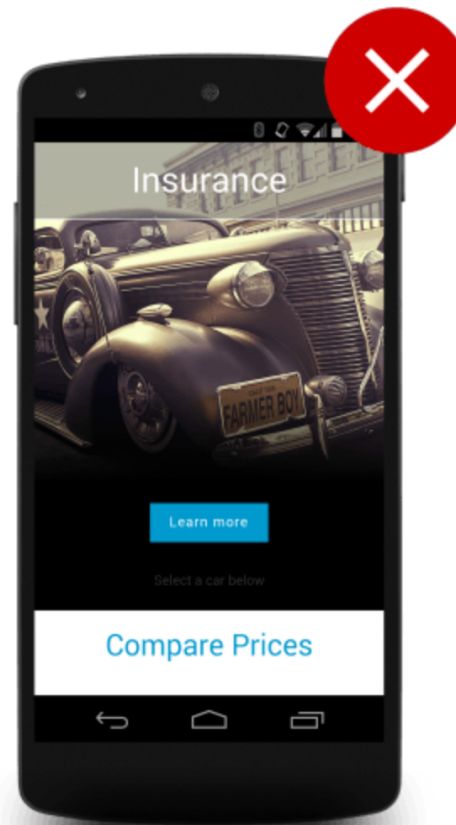 Insurance
FARMER BOY
Learn more
Select a car below
Compare Prices